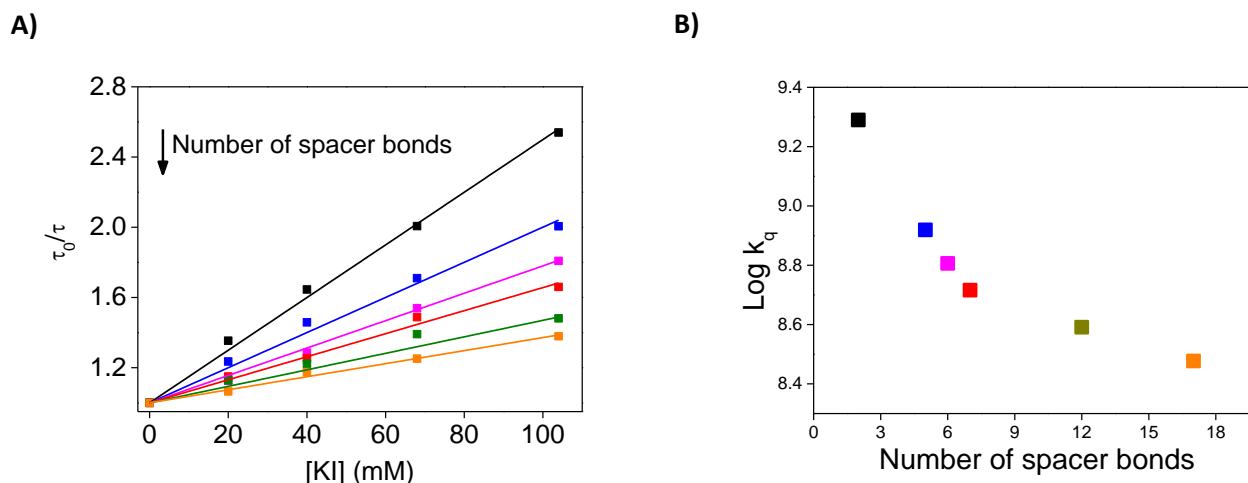 A)
B)
2.8
2.4
2.0
1.6
1.2
Number of spacer bonds
τ₀/τ
0 20 40 60 80 100
[KI] (mM)
9.4
9.2
9.0
8.8
8.6
8.4
Log k_q
0 3 6 9 12 15 18
Number of spacer bonds